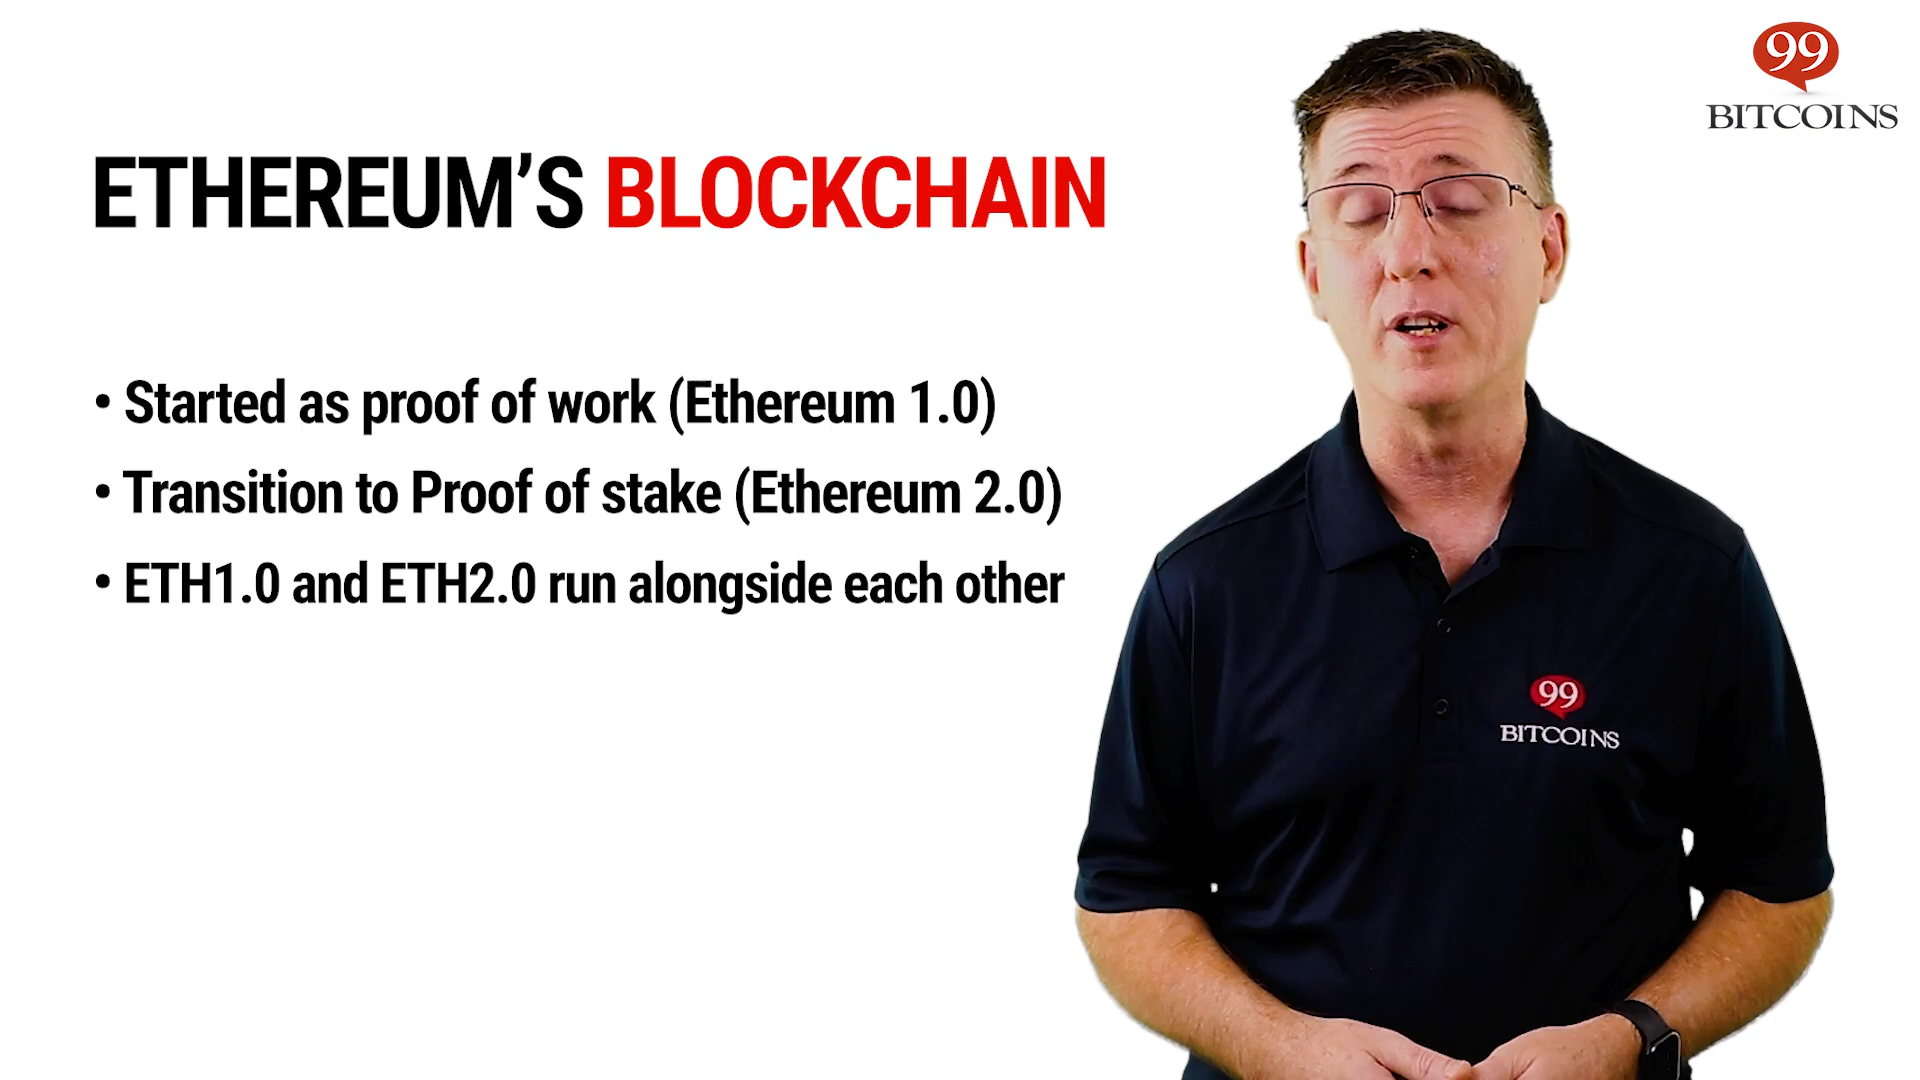 99
BITCOINS
ETHEREUM’S BLOCKCHAIN
• Started as proof of work (Ethereum 1.0)
• Transition to Proof of stake (Ethereum 2.0)
• ETH1.0 and ETH2.0 run alongside each other
99
BITCOINS